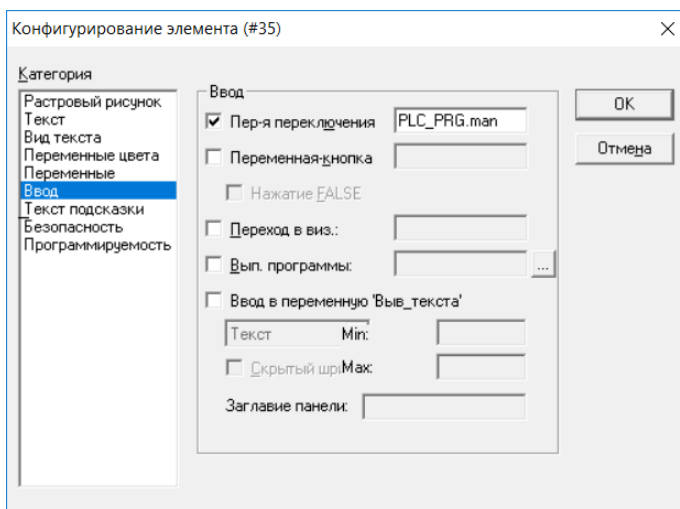 Конфигурирование элемента (#35)
Категория
Растровый рисунок
Текст
Вид текста
Переменные цвета
Переменные
Ввод
Текст подсказки
Безопасность
Программируемость
Ввод
Пер-я переключения PLC_PRG.man
Переменная-кнопка
Нажатие FALSE
Переход в виз.:
Вып. программы: ...
Ввод в переменную 'Выв_текста'
Текст Min:
Скрытый шри Max:
Заглавие панели:
OK
Отмена